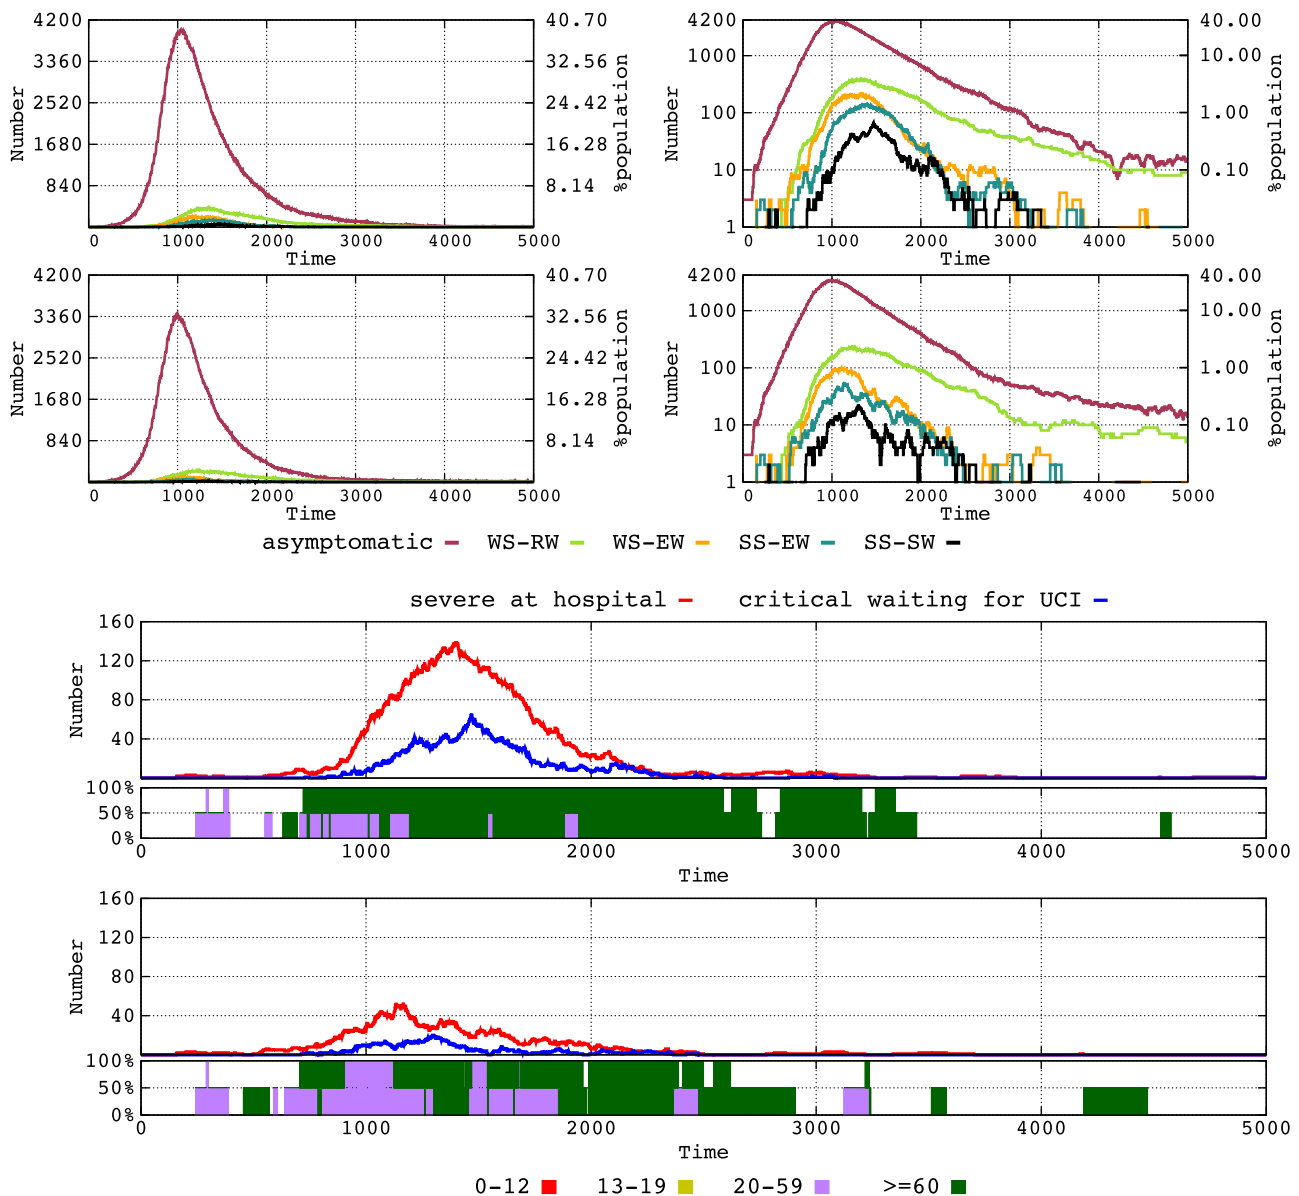 4200 40.70 4200 40.00
3360 32.56 1000 10.00
2520 24.42 100 1.00
1680 16.28 10 0.10
840 8.14 1
Number %population Number %population
0 1000 2000 3000 4000 5000 0 1000 2000 3000 4000 5000
Time Time
4200 40.70 4200 40.00
3360 32.56 1000 10.00
2520 24.42 100 1.00
1680 16.28 10 0.10
840 8.14 1
Number %population Number %population
0 1000 2000 3000 4000 5000 0 1000 2000 3000 4000 5000
Time Time
asymptomatic WS-RW WS-EW SS-EW SS-SW
severe at hospital critical waiting for UCI
160
120
80
40
Number
100%
50%
0%
0 1000 2000 3000 4000 5000
Time
160
120
80
40
Number
100%
50%
0%
0 1000 2000 3000 4000 5000
Time
0-12 13-19 20-59 >=60